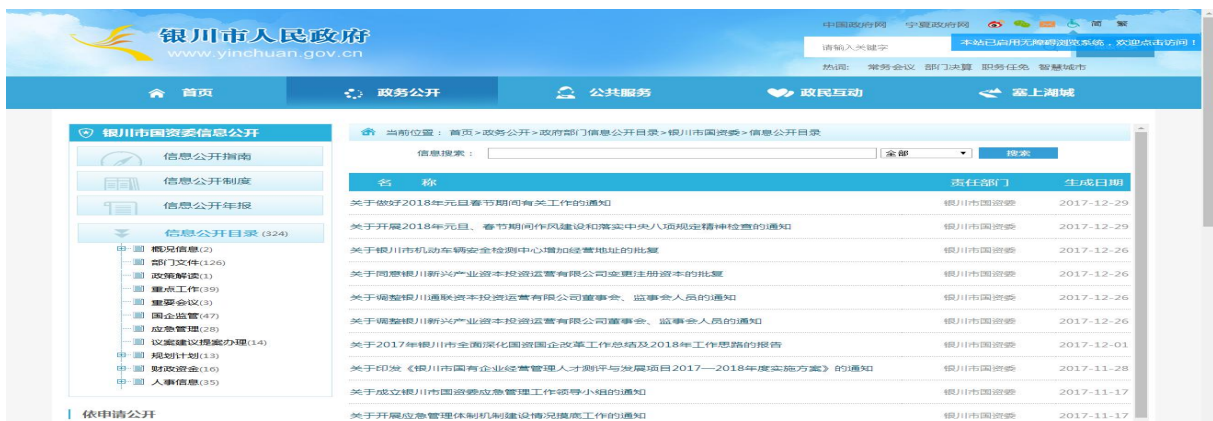 中国政府网 宁夏政府网 简 繁
银川市人民政府
www.yinchuan.gov.cn
请输入关键字
本站已启用无障碍浏览系统，欢迎点击访问！
热词: 常务会议 部门决算 职务任免 智慧城市
首页 政务公开 公共服务 政民互动 塞上湖城
银川市国资委信息公开
信息公开指南
信息公开制度
信息公开年报
信息公开目录 (324)
概况信息(2)
部门文件(126)
政策解读(1)
重点工作(39)
重要会议(3)
国企监管(47)
应急管理(28)
议案建议提案办理(14)
规划计划(13)
财政资金(16)
人事信息(35)
依申请公开
当前位置： 首页>政务公开>政府部门信息公开目录>银川市国资委>信息公开目录
信息搜索： 全部 搜索
名 称 责任部门 生成日期
关于做好2018年元旦春节期间有关工作的通知 银川市国资委 2017-12-29
关于开展2018年元旦、春节期间作风建设和落实中央八项规定精神检查的通知 银川市国资委 2017-12-29
关于银川市机动车辆安全检测中心增加经营地址的批复 银川市国资委 2017-12-26
关于同意银川新兴产业资本投资运营有限公司变更注册资本的批复 银川市国资委 2017-12-26
关于调整银川通联资本投资运营有限公司董事会、监事会人员的通知 银川市国资委 2017-12-26
关于调整银川新兴产业资本投资运营有限公司董事会、监事会人员的通知 银川市国资委 2017-12-26
关于2017年银川市全面深化国资国企改革工作总结及2018年工作思路的报告 银川市国资委 2017-12-01
关于印发《银川市国有企业经营管理人才测评与发展项目2017—2018年度实施方案》的通知 银川市国资委 2017-11-28
关于成立银川市国资委应急管理工作领导小组的通知 银川市国资委 2017-11-17
关于开展应急管理体制机制建设情况摸底工作的通知 银川市国资委 2017-11-17